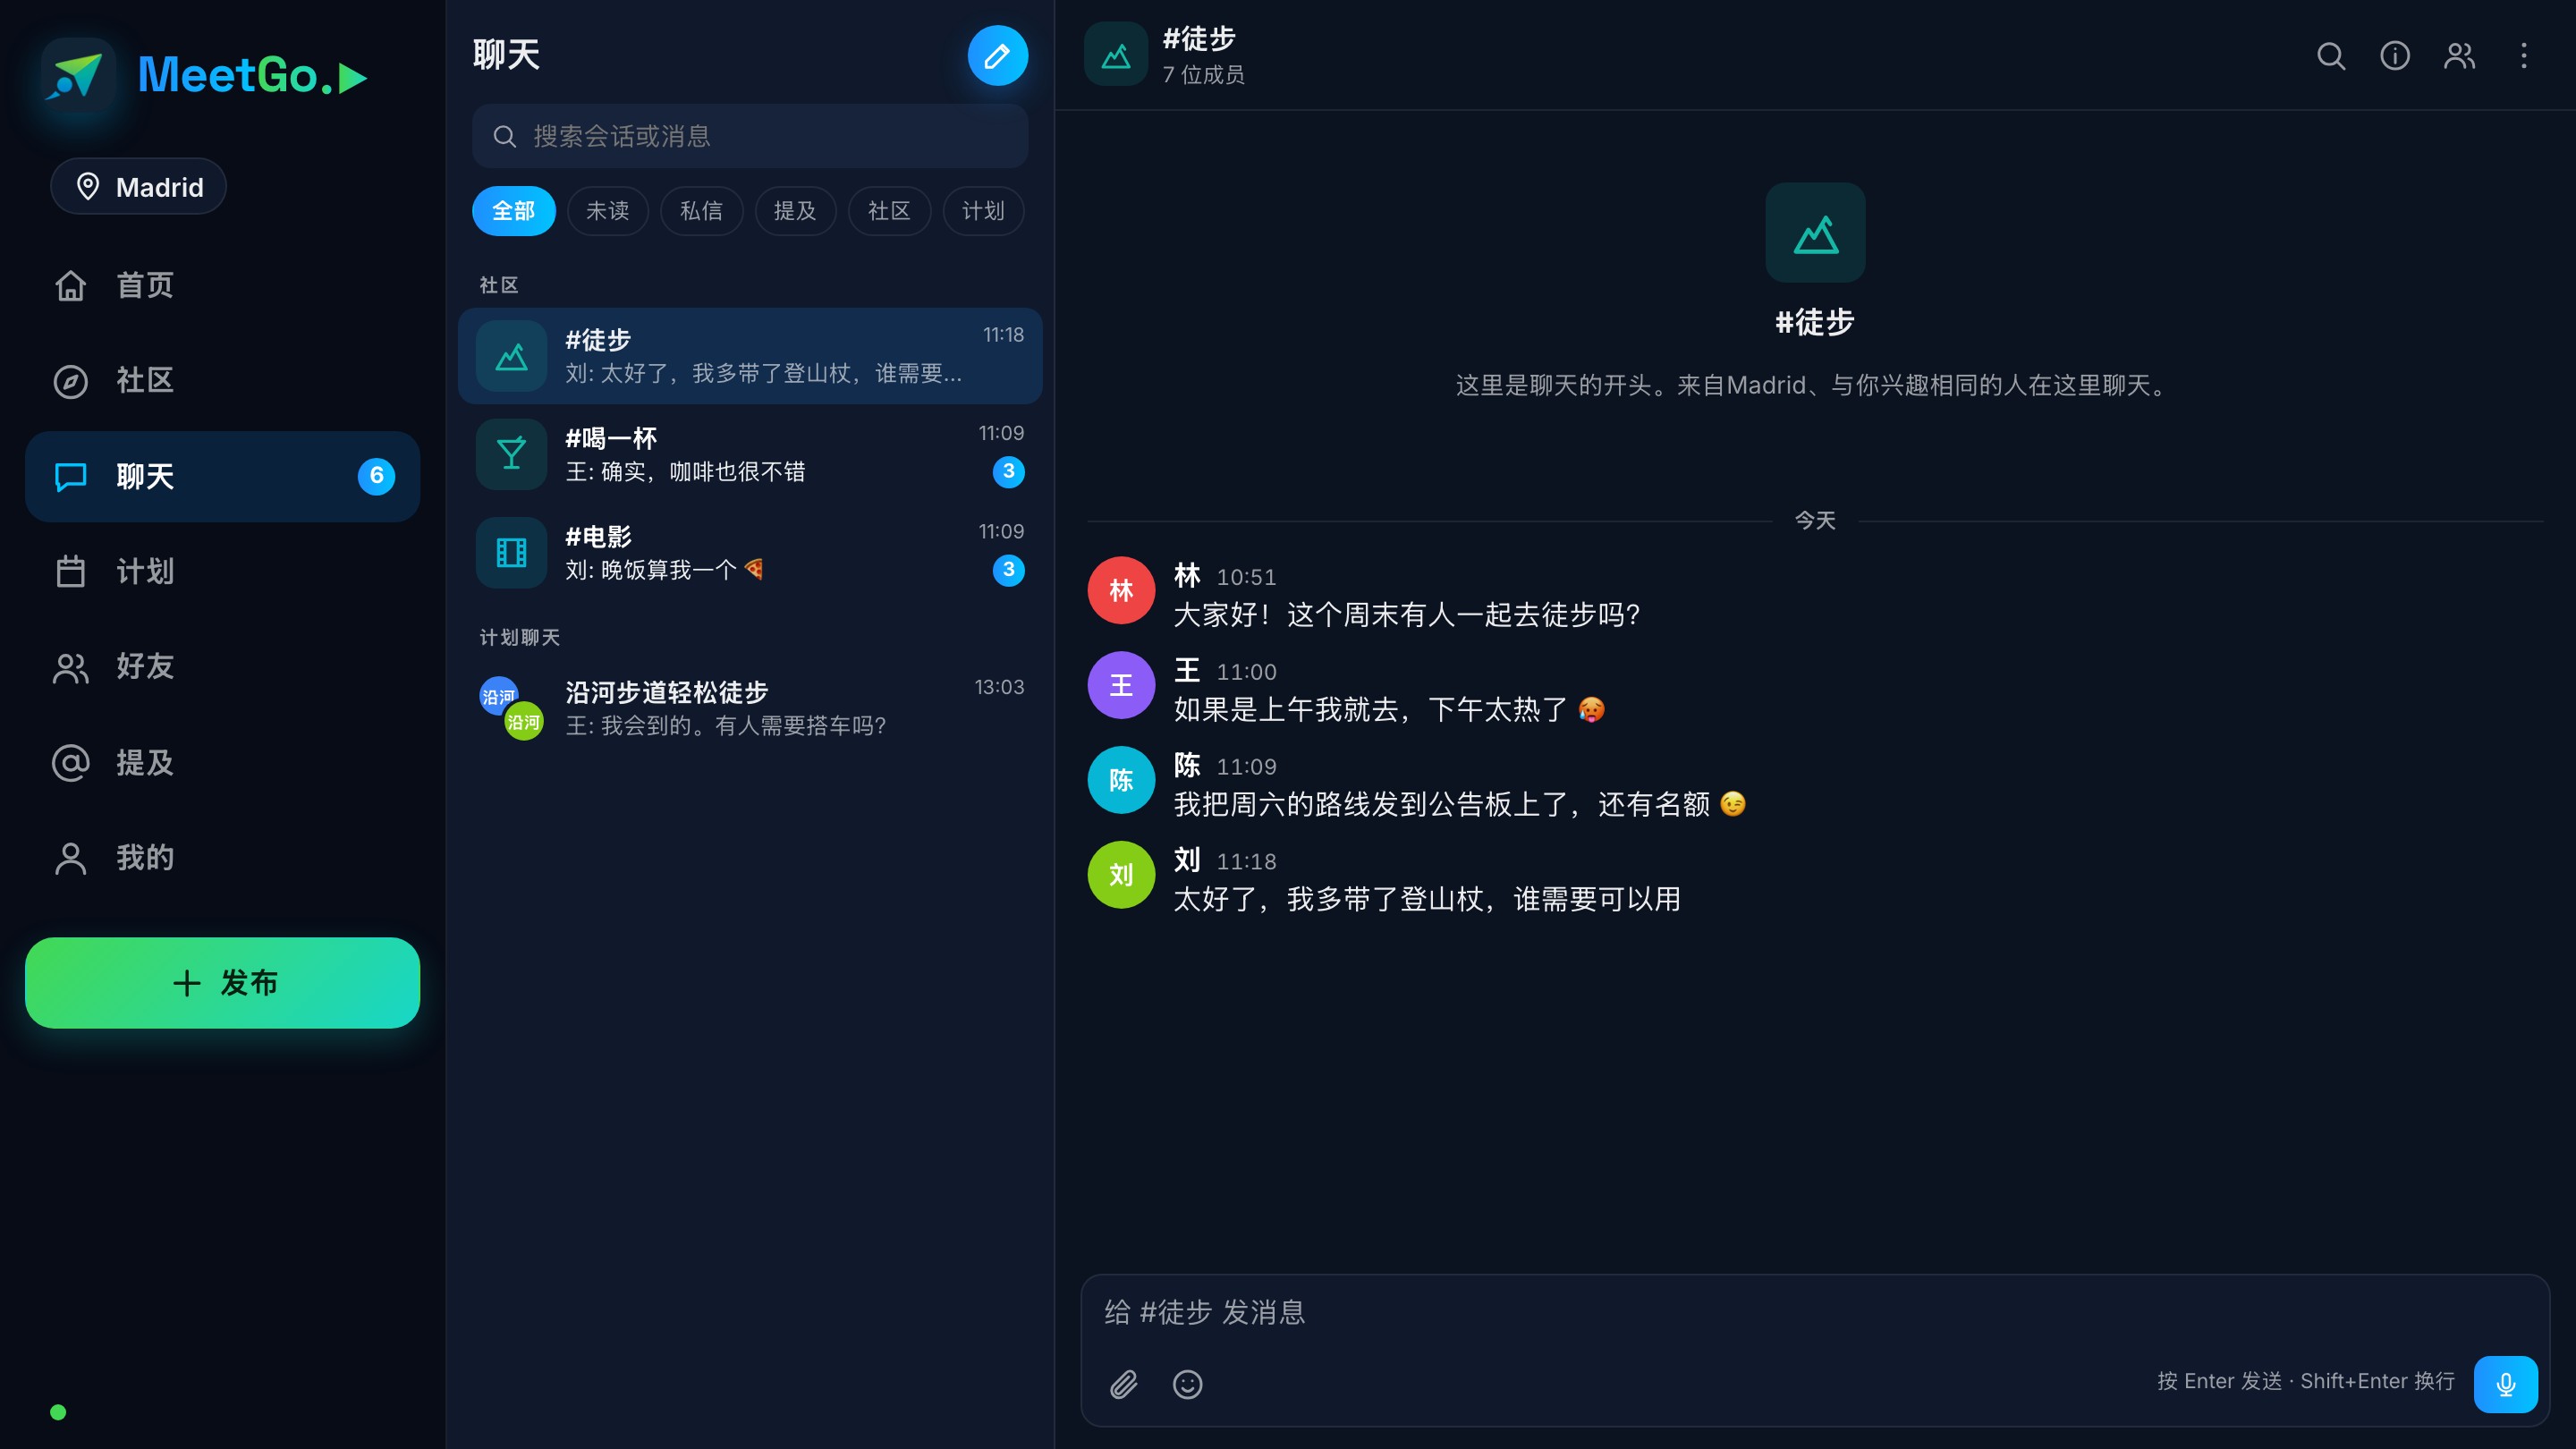 MeetGo.
Madrid
首页
社区
聊天 6
计划
好友
提及
我的
发布
聊天
搜索会话或消息
全部 未读 私信 提及 社区 计划
社区
#徒步 11:18
刘: 太好了，我多带了登山杖，谁需要...
#喝一杯 11:09
王: 确实，咖啡也很不错 3
#电影 11:09
刘: 晚饭算我一个 🍕 3
计划聊天
沿河 沿河
沿河步道轻松徒步 13:03
王: 我会到的。有人需要搭车吗？
#徒步
7 位成员
#徒步
这里是聊天的开头。来自Madrid、与你兴趣相同的人在这里聊天。
今天
林
林 10:51
大家好！这个周末有人一起去徒步吗？
王
王 11:00
如果是上午我就去，下午太热了 🥵
陈
陈 11:09
我把周六的路线发到公告板上了，还有名额 😉
刘
刘 11:18
太好了，我多带了登山杖，谁需要可以用
给 #徒步 发消息
按 Enter 发送 · Shift+Enter 换行